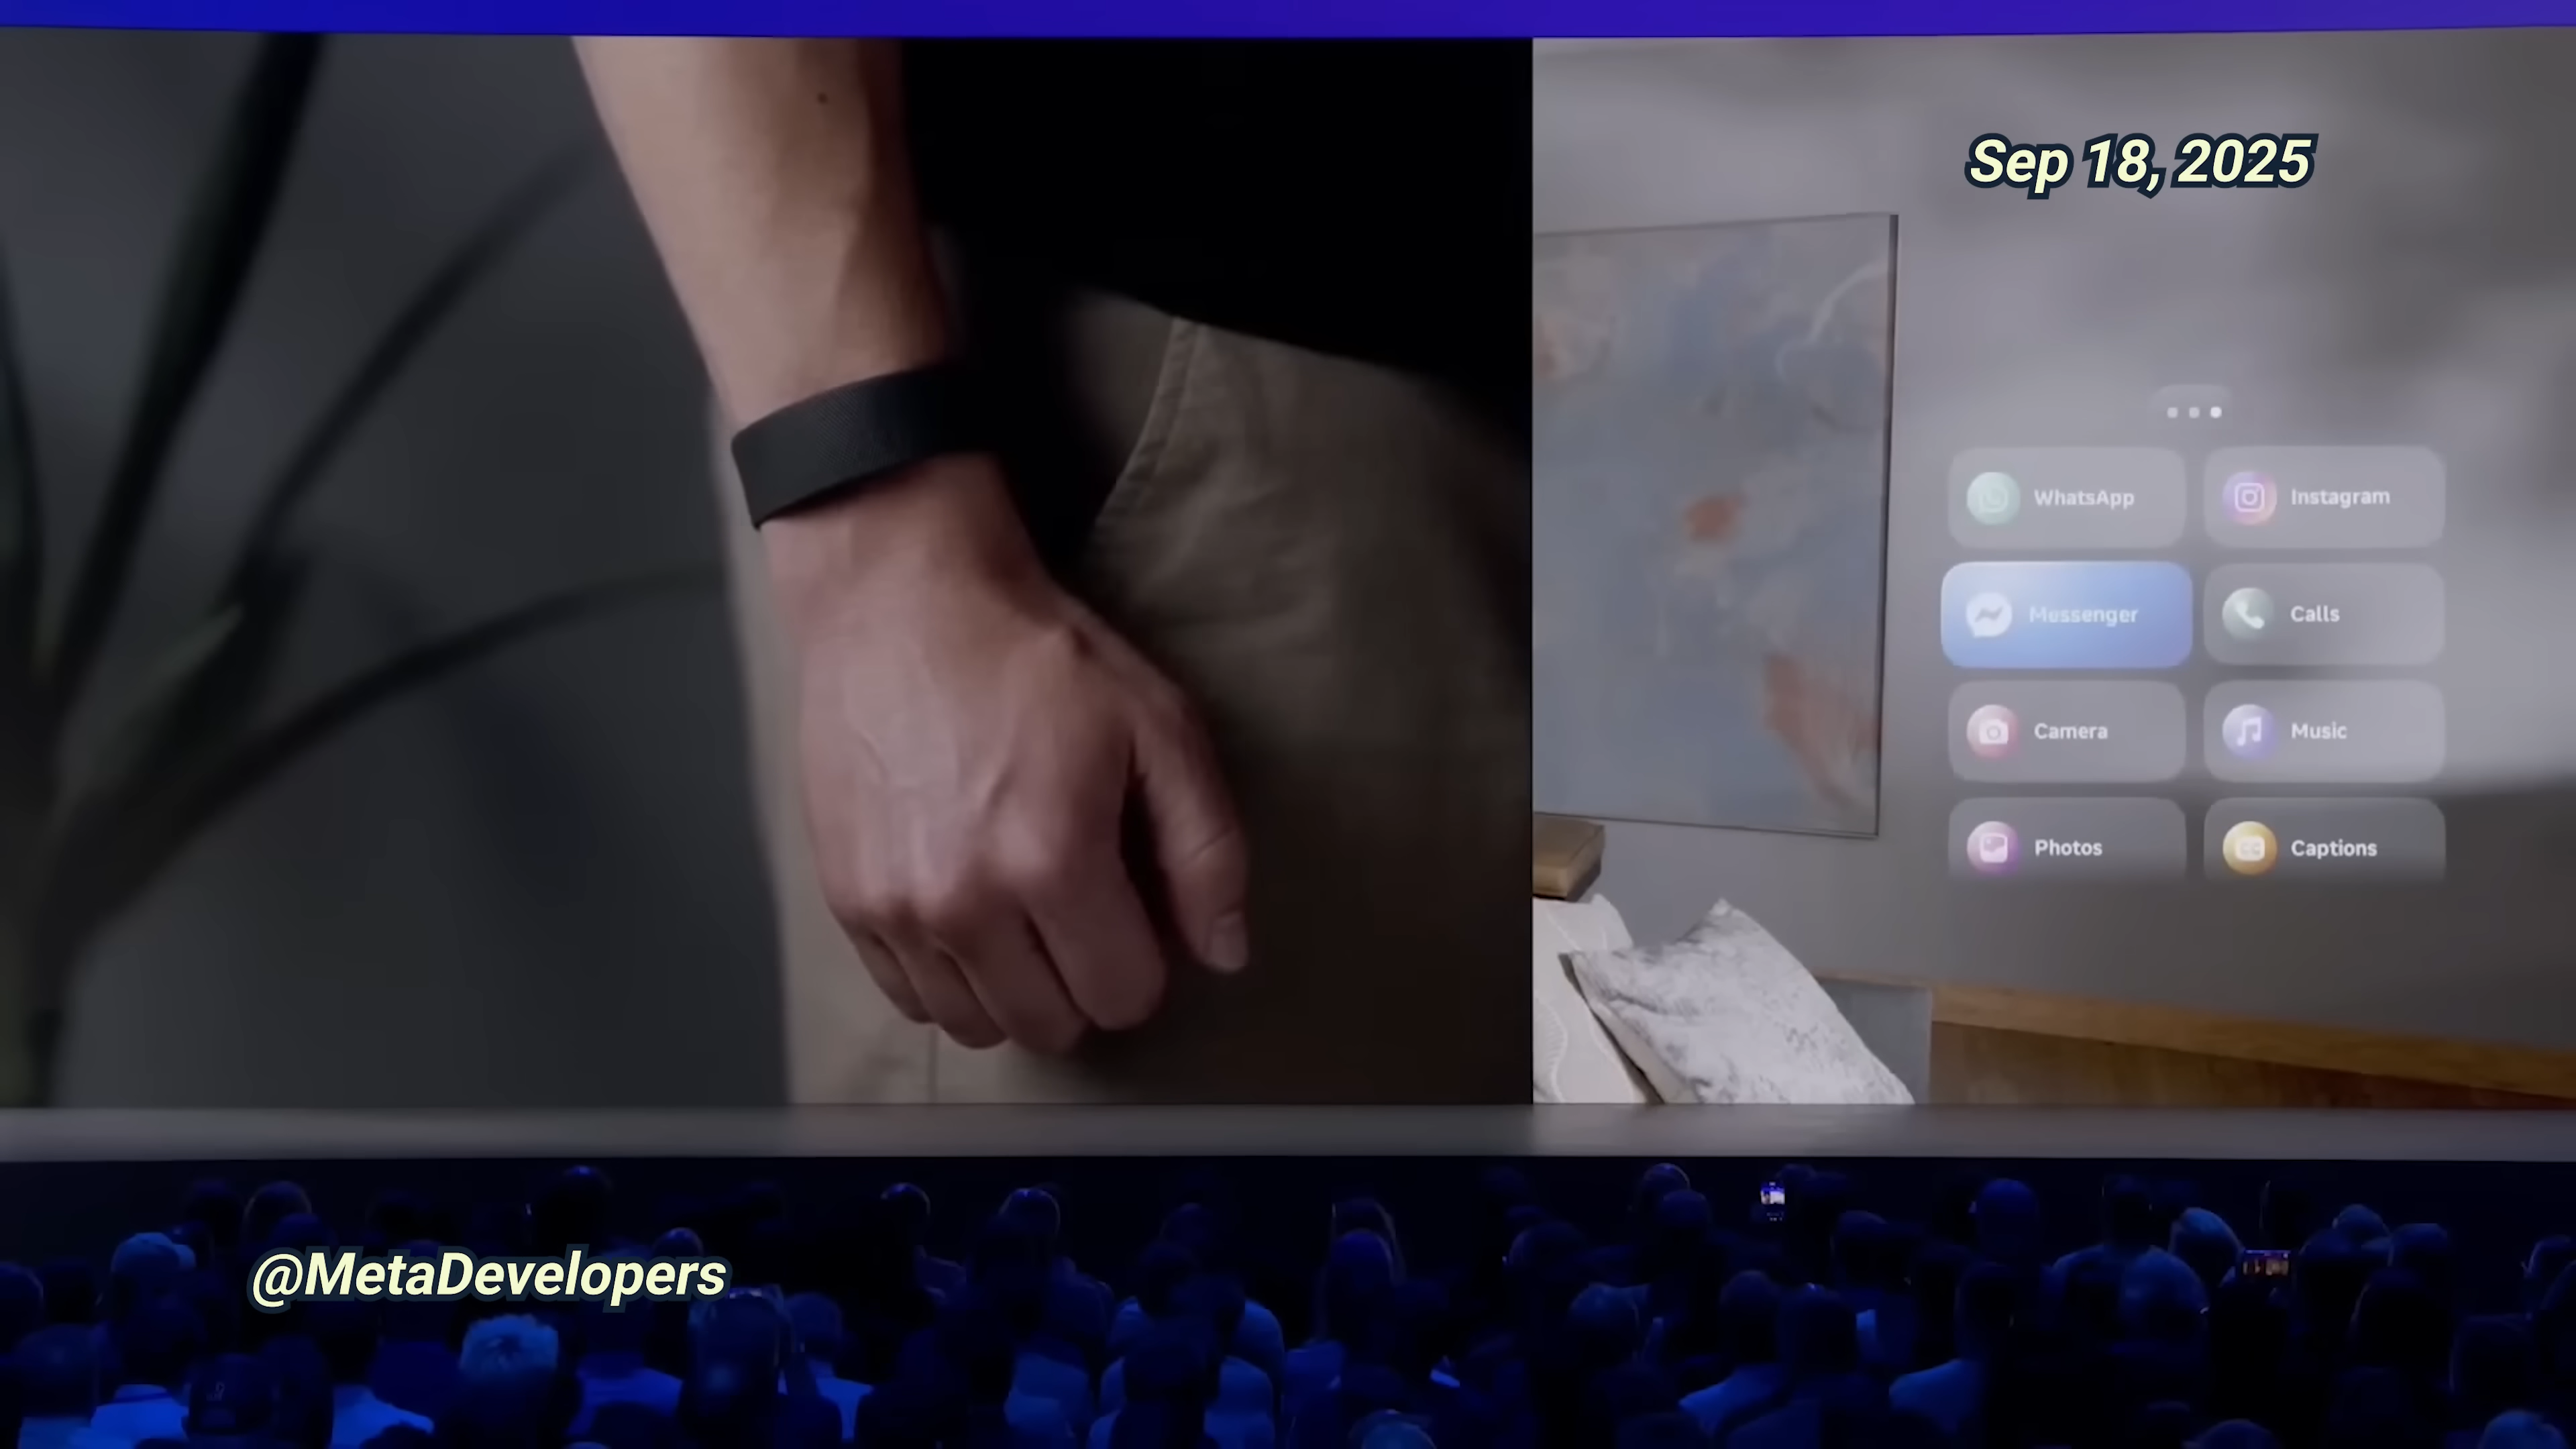 Sep 18, 2025
WhatsApp
Instagram
Messenger
Calls
Camera
Music
Photos
Captions
@MetaDevelopers